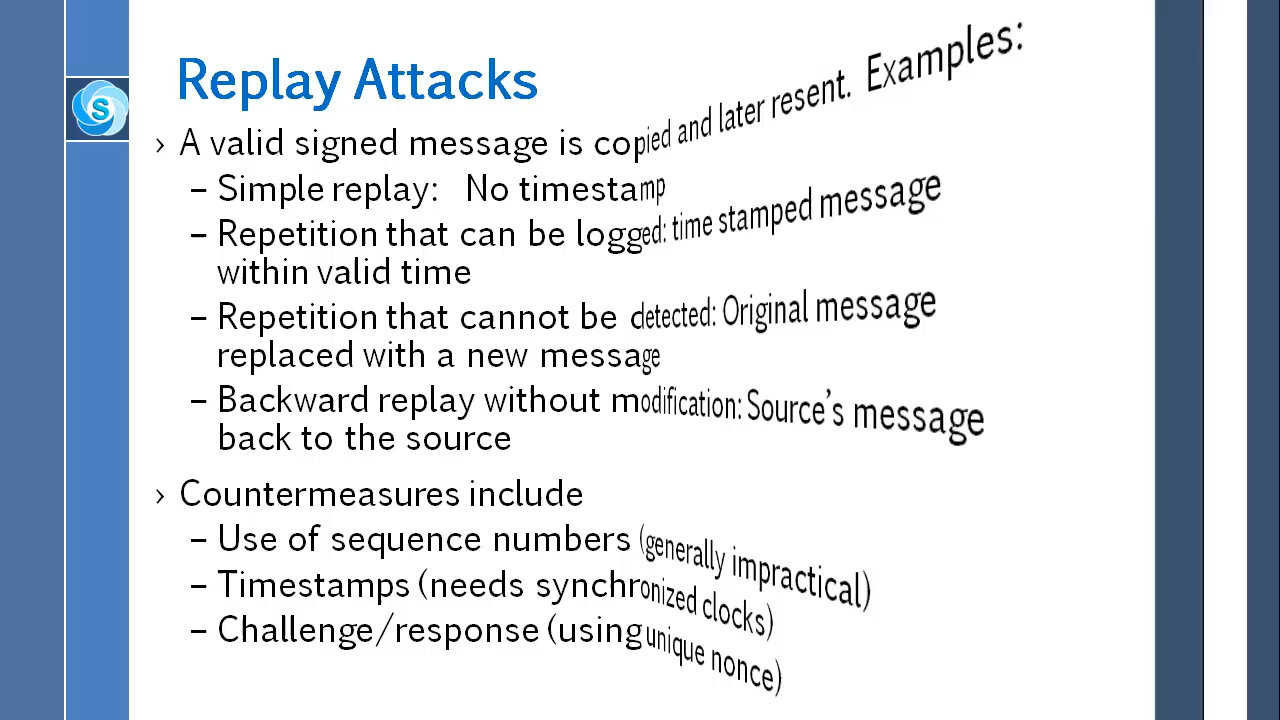 Replay Attacks
› A valid signed message is copied and later resent. Examples:
– Simple replay: No timestamp
– Repetition that can be logged: time stamped message
within valid time
– Repetition that cannot be detected: Original message
replaced with a new message
– Backward replay without modification: Source’s message
back to the source
› Countermeasures include
– Use of sequence numbers (generally impractical)
– Timestamps (needs synchronized clocks)
– Challenge/response (using unique nonce)
S